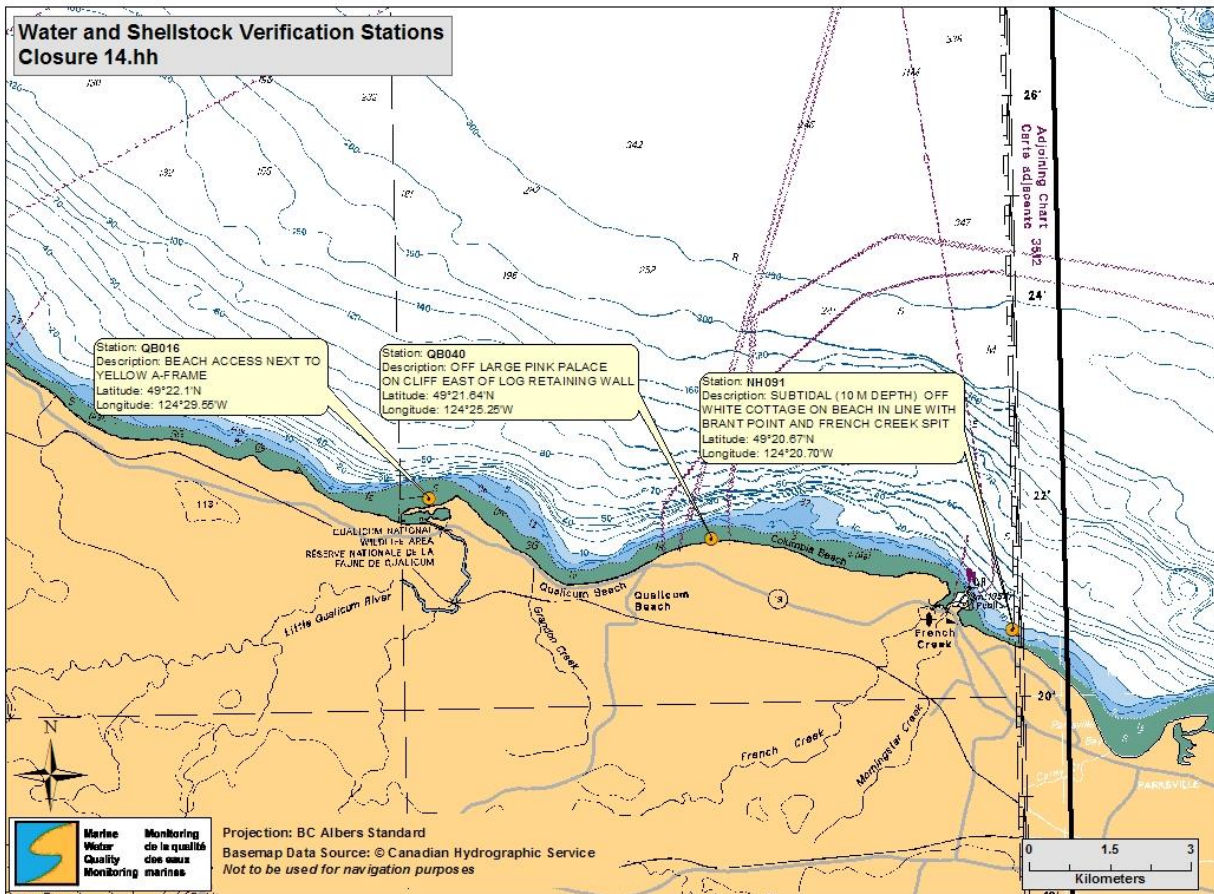 Water and Shellstock Verification Stations
Closure 14.hh
Adjoining Chart 3512
Carte adjacente
26'
24'
22'
20'
Station: QB016
Description: BEACH ACCESS NEXT TO
YELLOW A-FRAME
Latitude: 49°22.1'N
Longitude: 124°29.55'W
Station: QB040
Description: OFF LARGE PINK PALACE
ON CLIFF EAST OF LOG RETAINING WALL
Latitude: 49°21.64'N
Longitude: 124°25.25'W
Station: NH091
Description: SUBTIDAL (10 M DEPTH) OFF
WHITE COTTAGE ON BEACH IN LINE WITH
BRANT POINT AND FRENCH CREEK SPIT
Latitude: 49°20.67'N
Longitude: 124°20.70'W
342
252
196
347
113
QUALICUM NATIONAL
WILDLIFE AREA
RÉSERVE NATIONALE DE LA
FAUNE DE QUALICUM
Little Qualicum River
Qualicum Beach
Qualicum
Beach
Grandon Creek
Columbia Beach
French
Creek
French Creek
Morningstar Creek
PARKSVILLE
N
Marine Water Quality Monitoring
Monitoring de la qualité des eaux marines
Projection: BC Albers Standard
Basemap Data Source: © Canadian Hydrographic Service
Not to be used for navigation purposes
0 1.5 3
Kilometers